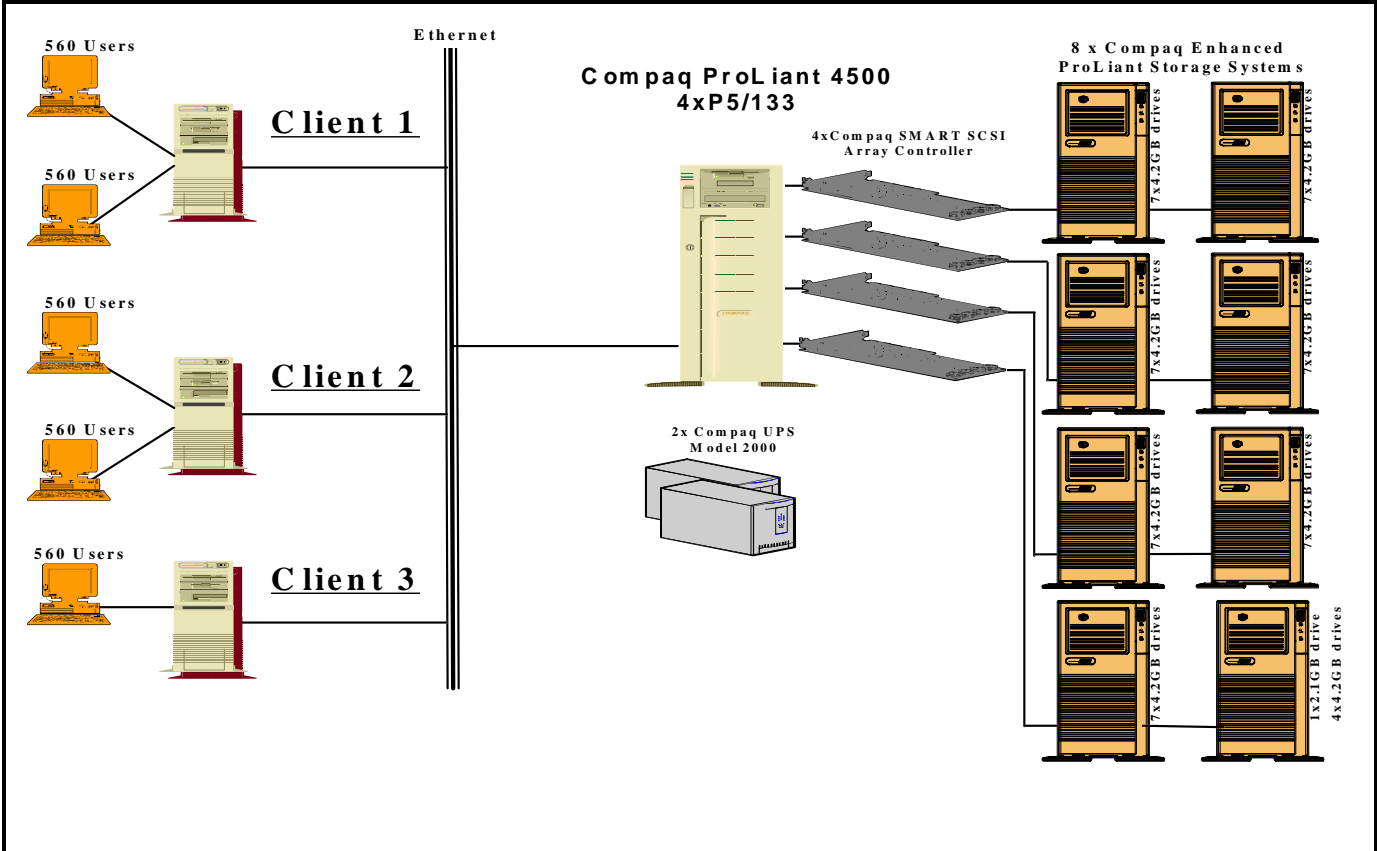 560 Users
560 Users
Client 1
560 Users
560 Users
Client 2
560 Users
Client 3
Ethernet
Compaq ProLiant 4500
4xP5/133
4xCompaq SMART SCSI
Array Controller
2x Compaq UPS
Model 2000
8 x Compaq Enhanced
ProLiant Storage Systems
7x4.2GB drives
7x4.2GB drives
7x4.2GB drives
7x4.2GB drives
7x4.2GB drives
7x4.2GB drives
7x4.2GB drives
1x2.1GB drive
4x4.2GB drives